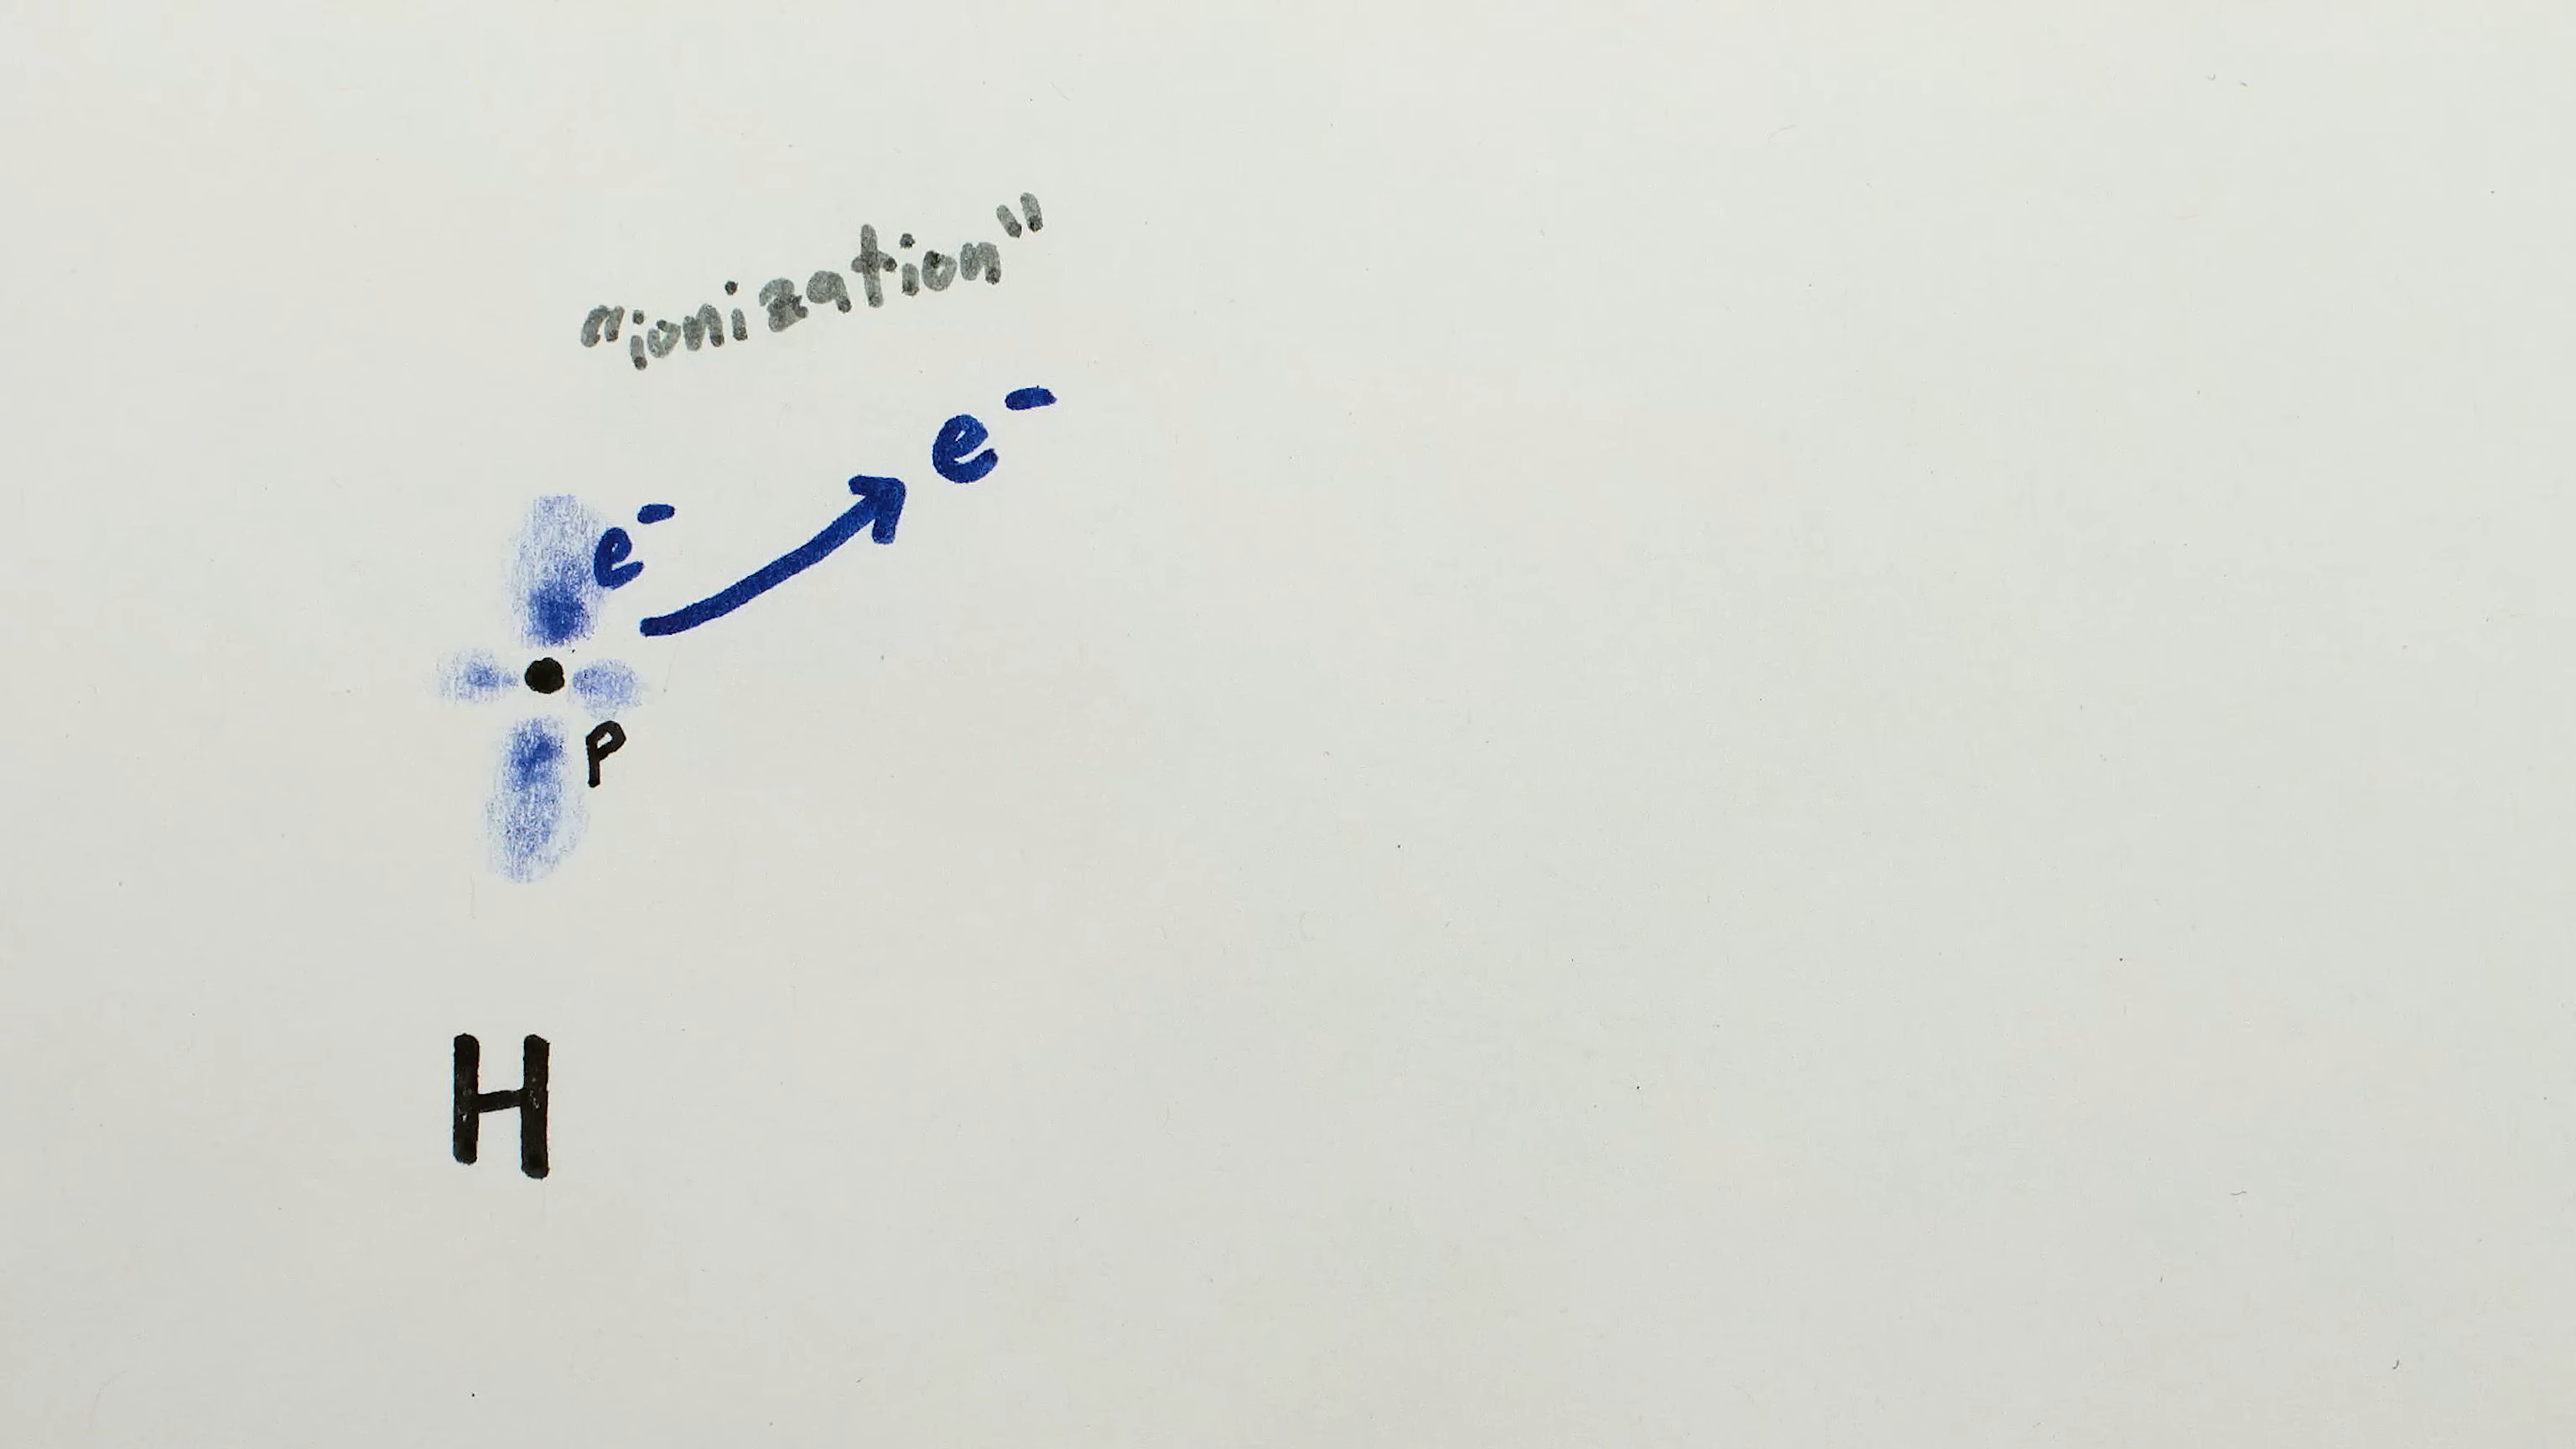 "ionization"
e⁻
e⁻
P
H